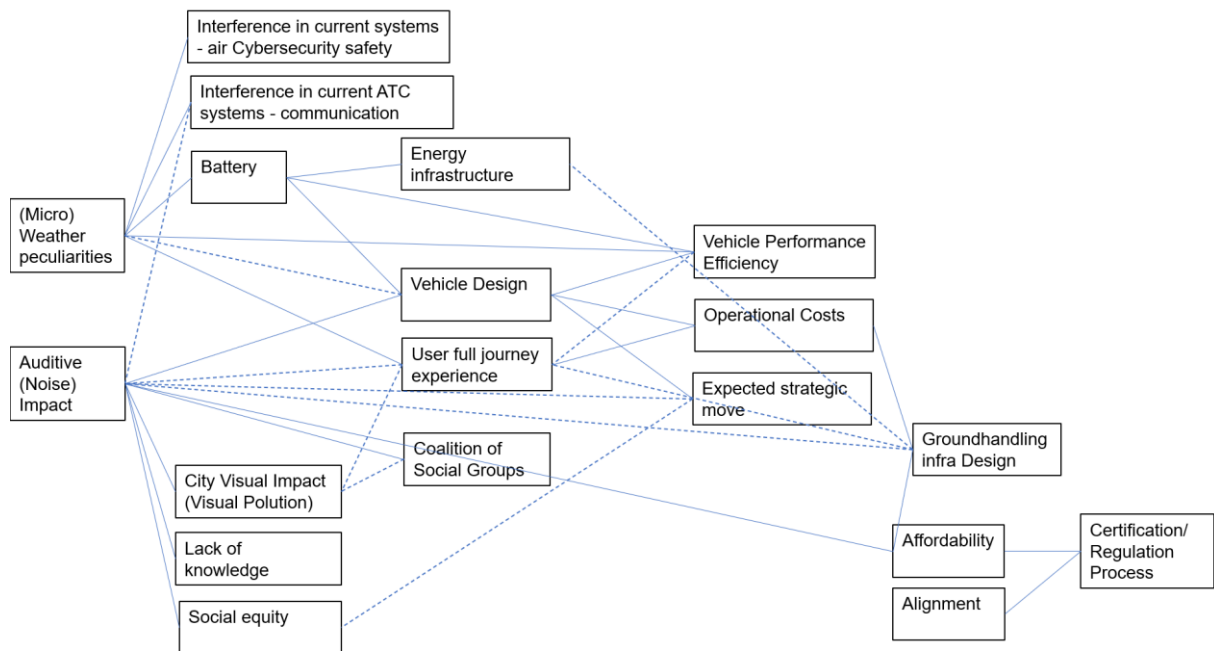 Interference in current systems
- air Cybersecurity safety
Interference in current ATC
systems - communication
Battery
Energy
infrastructure
(Micro)
Weather
peculiarities
Vehicle Performance
Efficiency
Vehicle Design
Operational Costs
Auditive
(Noise)
Impact
User full journey
experience
Expected strategic
move
Groundhandling
infra Design
Coalition of
Social Groups
City Visual Impact
(Visual Polution)
Lack of
knowledge
Social equity
Affordability
Certification/
Regulation
Process
Alignment